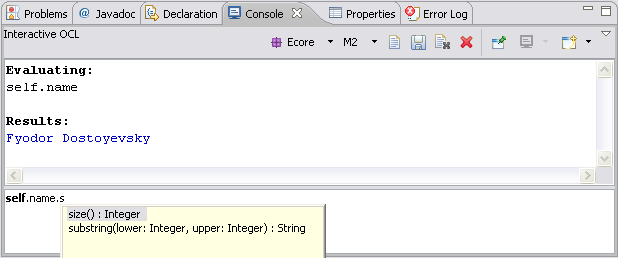 Problems @ Javadoc Declaration Console Properties Error Log
Interactive OCL Ecore M2
Evaluating:
self.name
Results:
Fyodor Dostoyevsky
self.name.s
size() : Integer
substring(lower: Integer, upper: Integer) : String